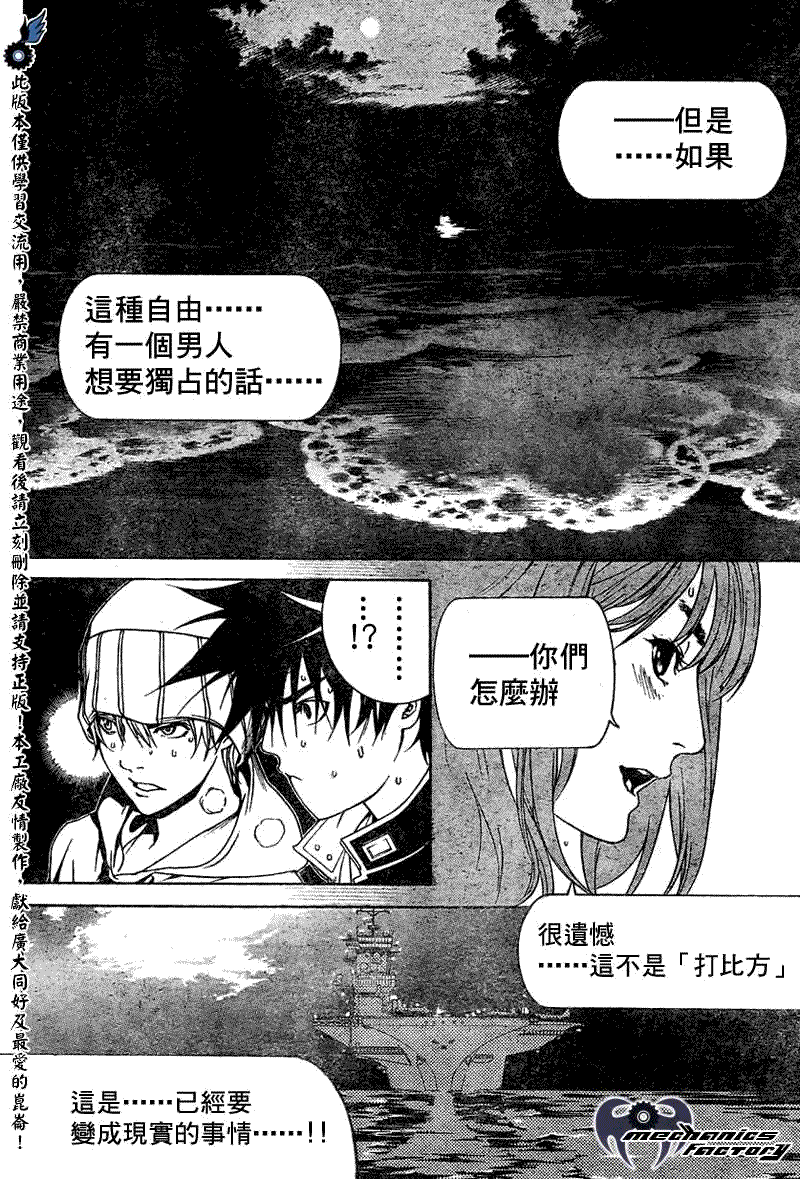 ——但是
……如果
這種自由……
有一個男人
想要獨占的話……
——你們
怎麼辦
………
…!?
很遺憾
……這不是「打比方」
這是……已經要
變成現實的事情……!!
此版本僅供學習交流用，嚴禁商業用途，觀看後請立刻刪除並請支持正版！本工廠友情製作，獻給廣大同好及最愛的崑崙！
mechanics
factory